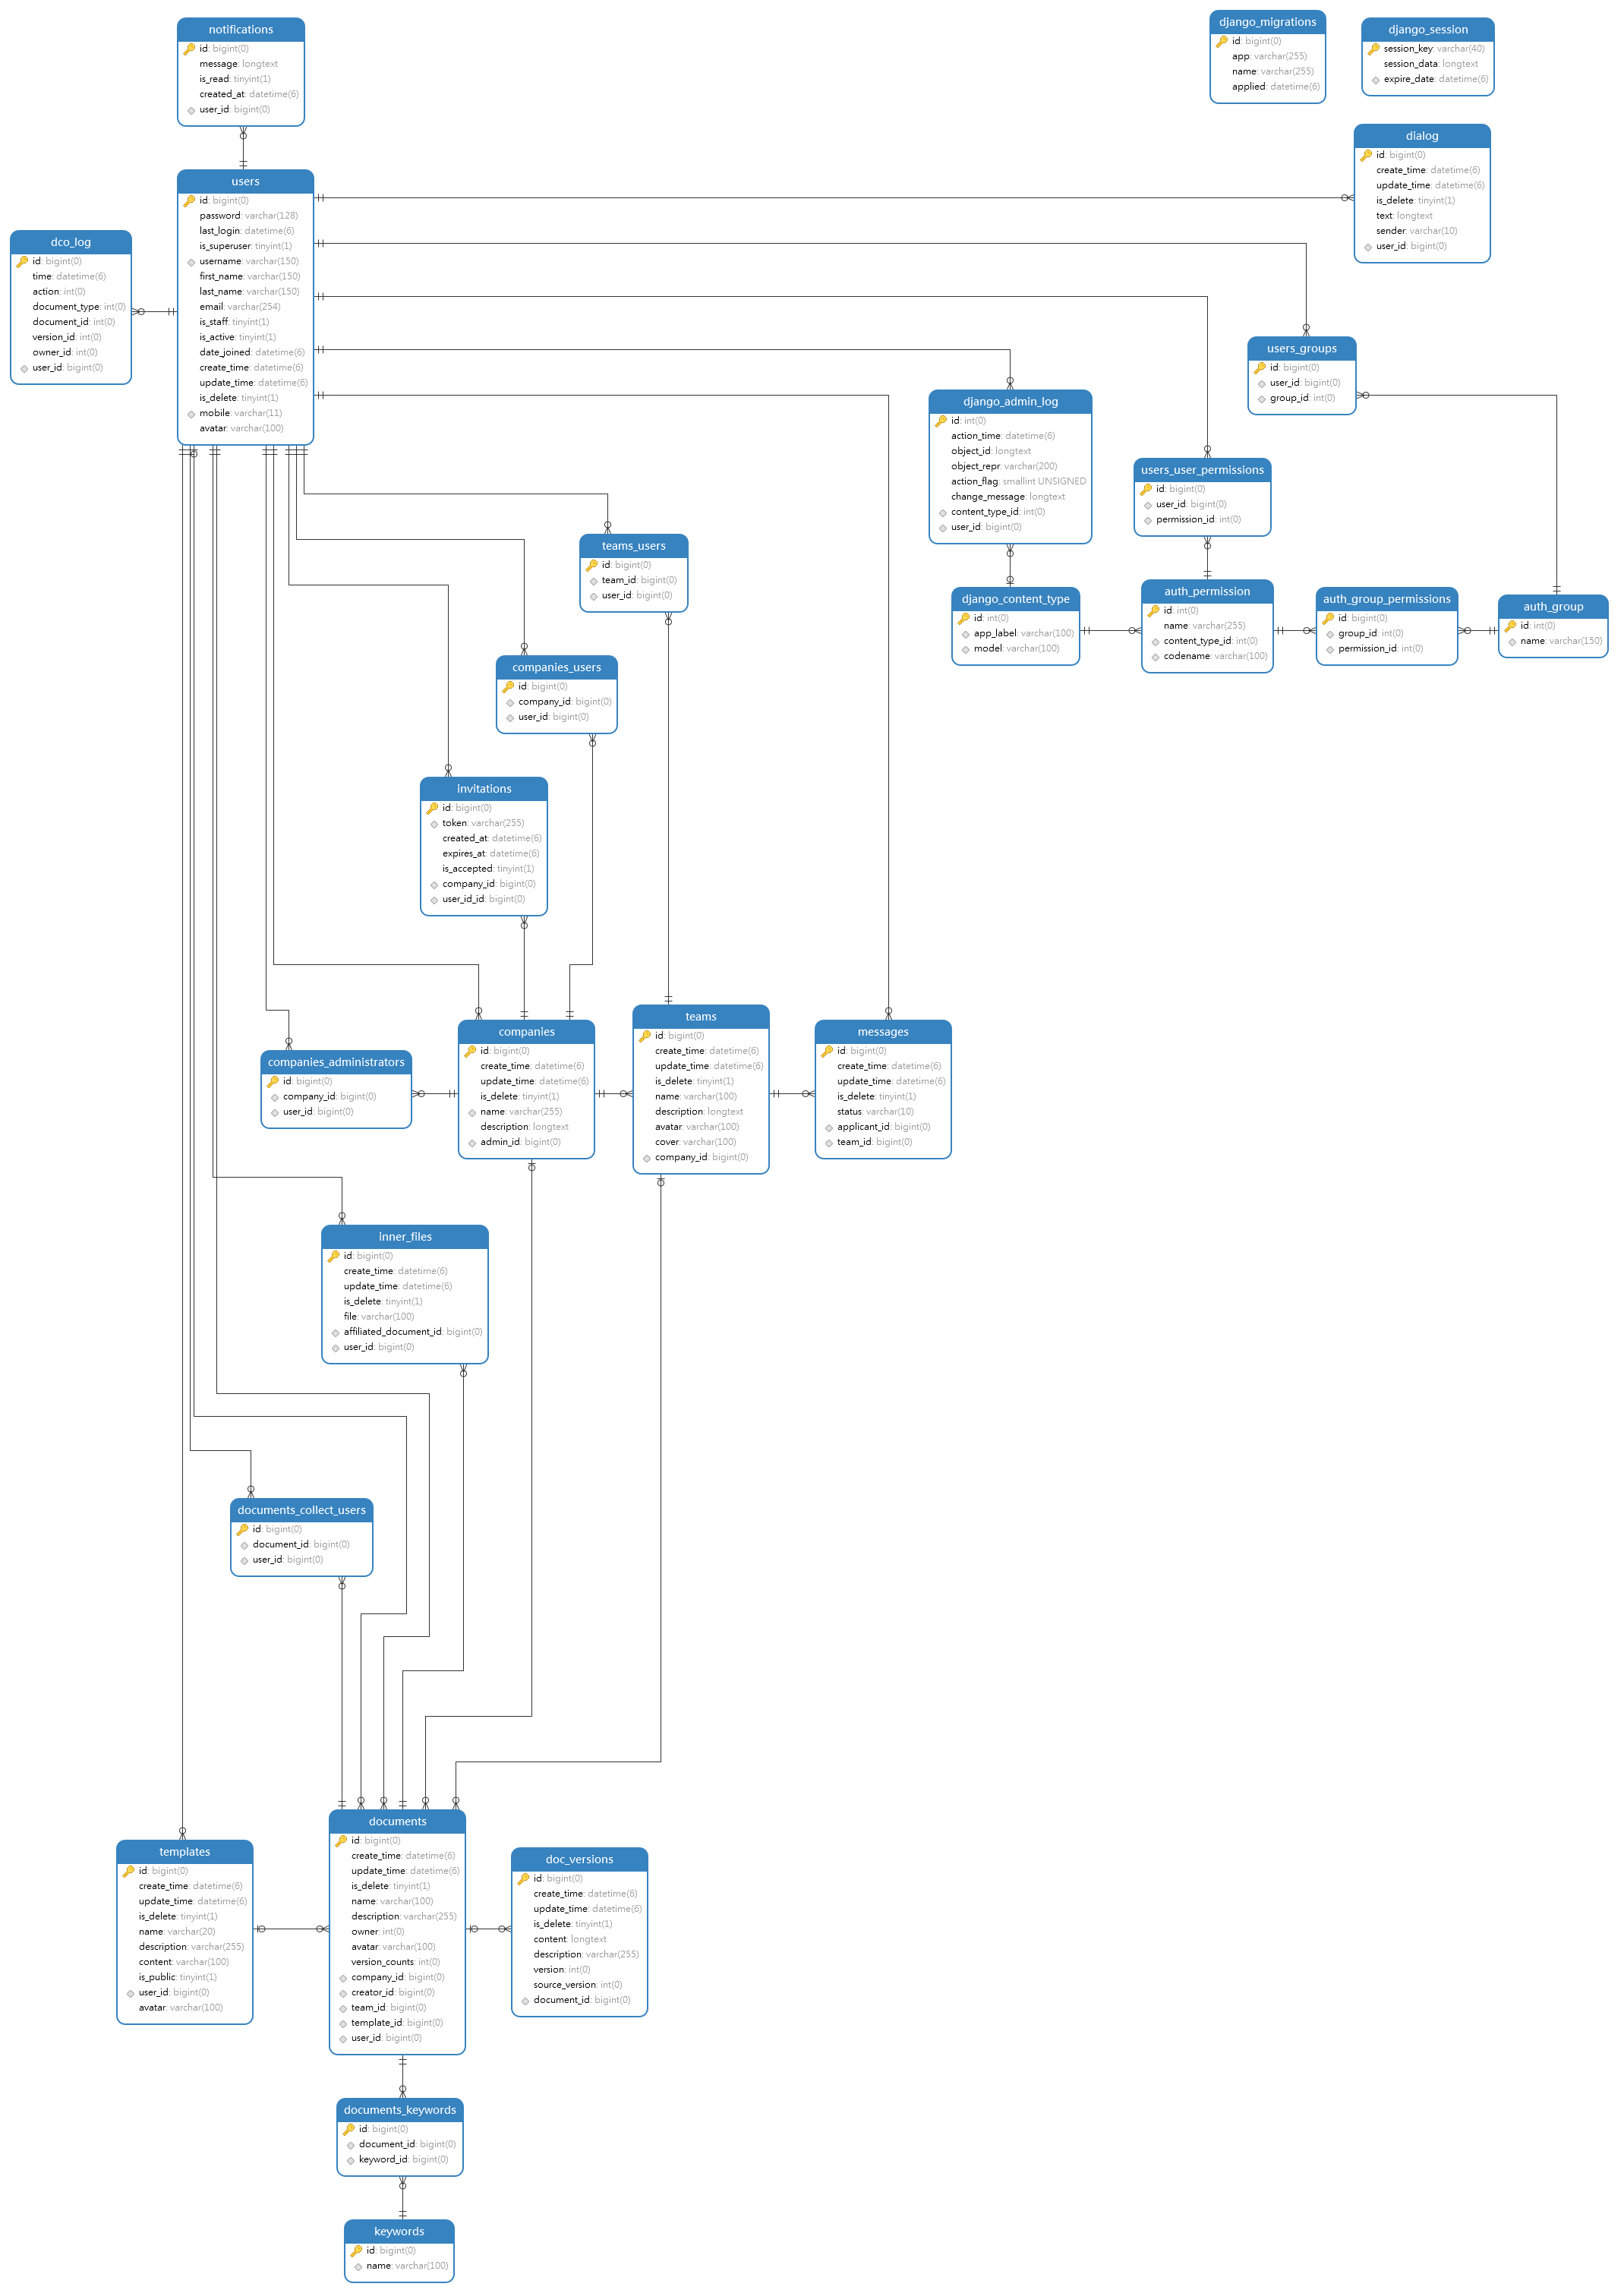 notifications
id: bigint(0)
message: longtext
is_read: tinyint(1)
created_at: datetime(6)
user_id: bigint(0)
django_migrations
id: bigint(0)
app: varchar(255)
name: varchar(255)
applied: datetime(6)
django_session
session_key: varchar(40)
session_data: longtext
expire_date: datetime(6)
dialog
id: bigint(0)
create_time: datetime(6)
update_time: datetime(6)
is_delete: tinyint(1)
text: longtext
sender: varchar(10)
user_id: bigint(0)
users
id: bigint(0)
password: varchar(128)
last_login: datetime(6)
is_superuser: tinyint(1)
username: varchar(150)
first_name: varchar(150)
last_name: varchar(150)
email: varchar(254)
is_staff: tinyint(1)
is_active: tinyint(1)
date_joined: datetime(6)
create_time: datetime(6)
update_time: datetime(6)
is_delete: tinyint(1)
mobile: varchar(11)
avatar: varchar(100)
dco_log
id: bigint(0)
time: datetime(6)
action: int(0)
document_type: int(0)
document_id: int(0)
version_id: int(0)
owner_id: int(0)
user_id: bigint(0)
users_groups
id: bigint(0)
user_id: bigint(0)
group_id: int(0)
django_admin_log
id: int(0)
action_time: datetime(6)
object_id: longtext
object_repr: varchar(200)
action_flag: smallint UNSIGNED
change_message: longtext
content_type_id: int(0)
user_id: bigint(0)
users_user_permissions
id: bigint(0)
user_id: bigint(0)
permission_id: int(0)
teams_users
id: bigint(0)
team_id: bigint(0)
user_id: bigint(0)
django_content_type
id: int(0)
app_label: varchar(100)
model: varchar(100)
auth_permission
id: int(0)
name: varchar(255)
content_type_id: int(0)
codename: varchar(100)
auth_group_permissions
id: bigint(0)
group_id: int(0)
permission_id: int(0)
auth_group
id: int(0)
name: varchar(150)
companies_users
id: bigint(0)
company_id: bigint(0)
user_id: bigint(0)
invitations
id: bigint(0)
token: varchar(255)
created_at: datetime(6)
expires_at: datetime(6)
is_accepted: tinyint(1)
company_id: bigint(0)
user_id_id: bigint(0)
companies_administrators
id: bigint(0)
company_id: bigint(0)
user_id: bigint(0)
companies
id: bigint(0)
create_time: datetime(6)
update_time: datetime(6)
is_delete: tinyint(1)
name: varchar(255)
description: longtext
admin_id: bigint(0)
teams
id: bigint(0)
create_time: datetime(6)
update_time: datetime(6)
is_delete: tinyint(1)
name: varchar(100)
description: longtext
avatar: varchar(100)
cover: varchar(100)
company_id: bigint(0)
messages
id: bigint(0)
create_time: datetime(6)
update_time: datetime(6)
is_delete: tinyint(1)
status: varchar(10)
applicant_id: bigint(0)
team_id: bigint(0)
inner_files
id: bigint(0)
create_time: datetime(6)
update_time: datetime(6)
is_delete: tinyint(1)
file: varchar(100)
affiliated_document_id: bigint(0)
user_id: bigint(0)
documents_collect_users
id: bigint(0)
document_id: bigint(0)
user_id: bigint(0)
templates
id: bigint(0)
create_time: datetime(6)
update_time: datetime(6)
is_delete: tinyint(1)
name: varchar(20)
description: varchar(255)
content: varchar(100)
is_public: tinyint(1)
user_id: bigint(0)
avatar: varchar(100)
documents
id: bigint(0)
create_time: datetime(6)
update_time: datetime(6)
is_delete: tinyint(1)
name: varchar(100)
description: varchar(255)
owner: int(0)
avatar: varchar(100)
version_counts: int(0)
company_id: bigint(0)
creator_id: bigint(0)
team_id: bigint(0)
template_id: bigint(0)
user_id: bigint(0)
doc_versions
id: bigint(0)
create_time: datetime(6)
update_time: datetime(6)
is_delete: tinyint(1)
content: longtext
description: varchar(255)
version: int(0)
source_version: int(0)
document_id: bigint(0)
documents_keywords
id: bigint(0)
document_id: bigint(0)
keyword_id: bigint(0)
keywords
id: bigint(0)
name: varchar(100)